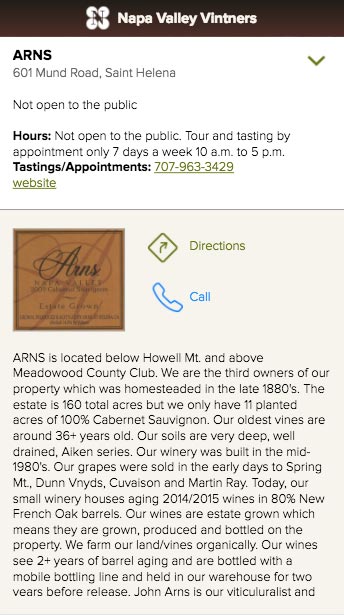 Napa Valley Vintners
ARNS
601 Mund Road, Saint Helena
Not open to the public
Hours: Not open to the public. Tour and tasting by
appointment only 7 days a week 10 a.m. to 5 p.m.
Tastings/Appointments: 707-963-3429
website
Arns
NAPA VALLEY
2009 Cabernet Sauvignon
Estate Grown
Directions
Call
ARNS is located below Howell Mt. and above
Meadowood County Club. We are the third owners of our
property which was homesteaded in the late 1880's. The
estate is 160 total acres but we only have 11 planted
acres of 100% Cabernet Sauvignon. Our oldest vines are
around 36+ years old. Our soils are very deep, well
drained, Aiken series. Our winery was built in the mid-
1980's. Our grapes were sold in the early days to Spring
Mt., Dunn Vnyds, Cuvaison and Martin Ray. Today, our
small winery houses aging 2014/2015 wines in 80% New
French Oak barrels. Our wines are estate grown which
means they are grown, produced and bottled on the
property. We farm our land/vines organically. Our wines
see 2+ years of barrel aging and are bottled with a
mobile bottling line and held in our warehouse for two
years before release. John Arns is our viticuluralist and